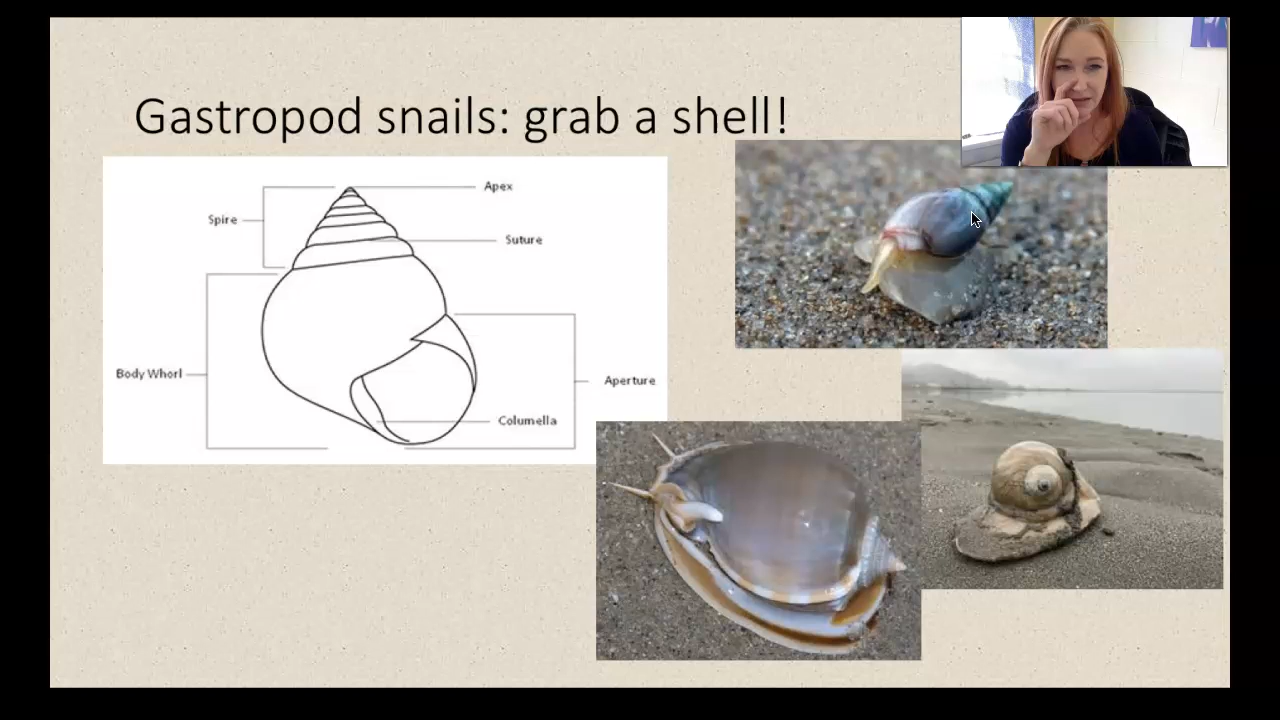 Gastropod snails: grab a shell!
Apex
Spire
Suture
Body Whorl
Aperture
Columella